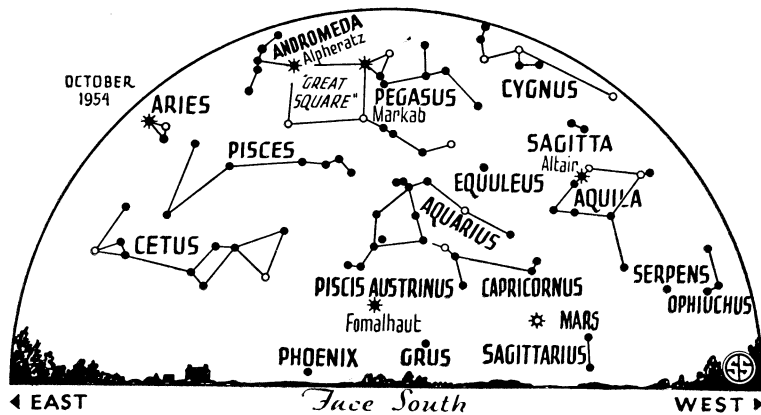 OCTOBER
1954
ANDROMEDA
Alpheratz
"GREAT
SQUARE"
PEGASUS
Markab
CYGNUS
ARIES
PISCES
SAGITTA
Altair
EQUULEUS
AQUILA
AQUARIUS
CETUS
PISCIS AUSTRINUS
Fomalhaut
CAPRICORNUS
SERPENS
OPHIUCHUS
MARS
PHOENIX
GRUS
SAGITTARIUS
SS
EAST
Face South
WEST